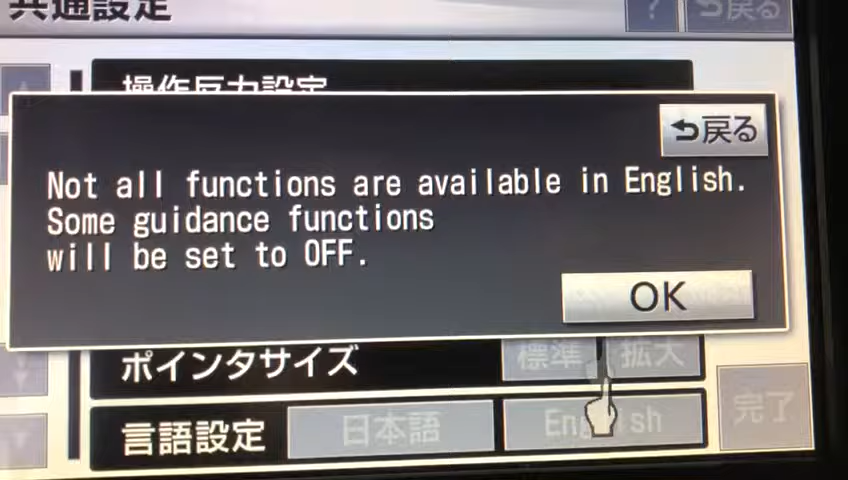 共通設定
?
戻る
操作反力設定
戻る
Not all functions are available in English.
Some guidance functions
will be set to OFF.
OK
ポインタサイズ
標準
拡大
言語設定
日本語
English
完了